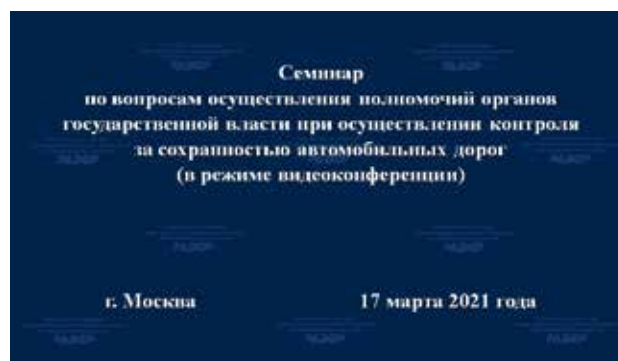 Семинар
по вопросам осуществления полномочий органов
государственной власти при осуществлении контроля
за сохранностью автомобильных дорог
(в режиме видеоконференции)
г. Москва 17 марта 2021 года